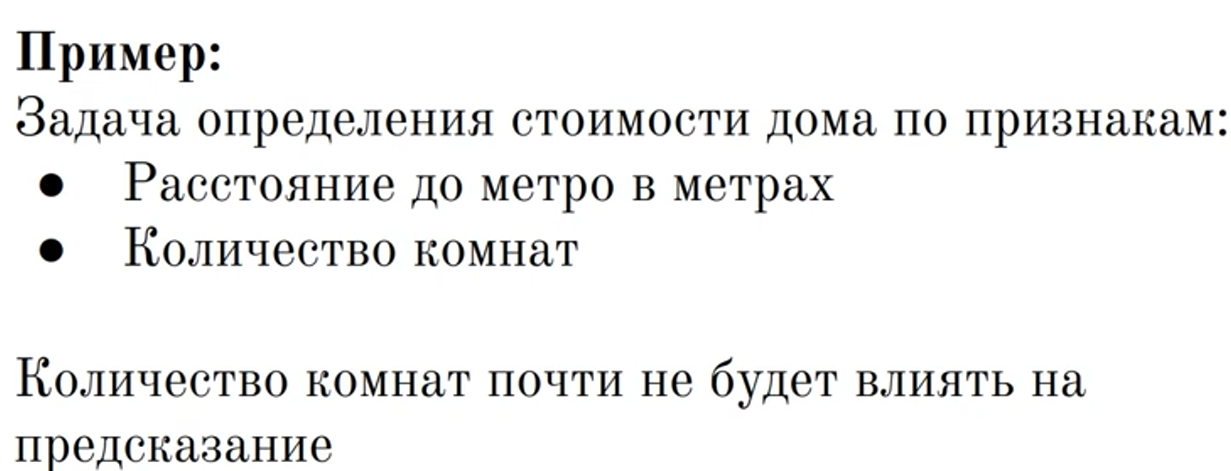 Пример:
Задача определения стоимости дома по признакам:
● Расстояние до метро в метрах
● Количество комнат
Количество комнат почти не будет влиять на
предсказание